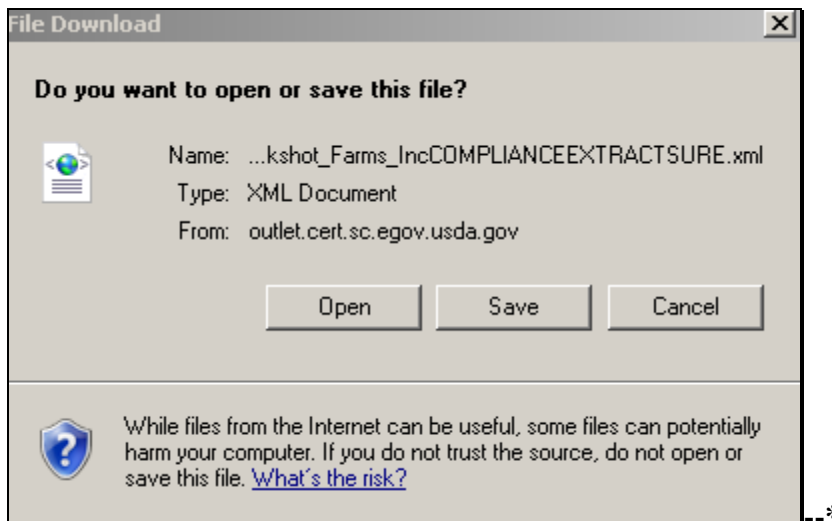 File Download
Do you want to open or save this file?
Name: ...kshot_Farms_IncCOMPLIANCEEXTRACTSURE.xml
Type: XML Document
From: outlet.cert.sc.egov.usda.gov
Open Save Cancel
While files from the Internet can be useful, some files can potentially
harm your computer. If you do not trust the source, do not open or
save this file. What's the risk?
--*